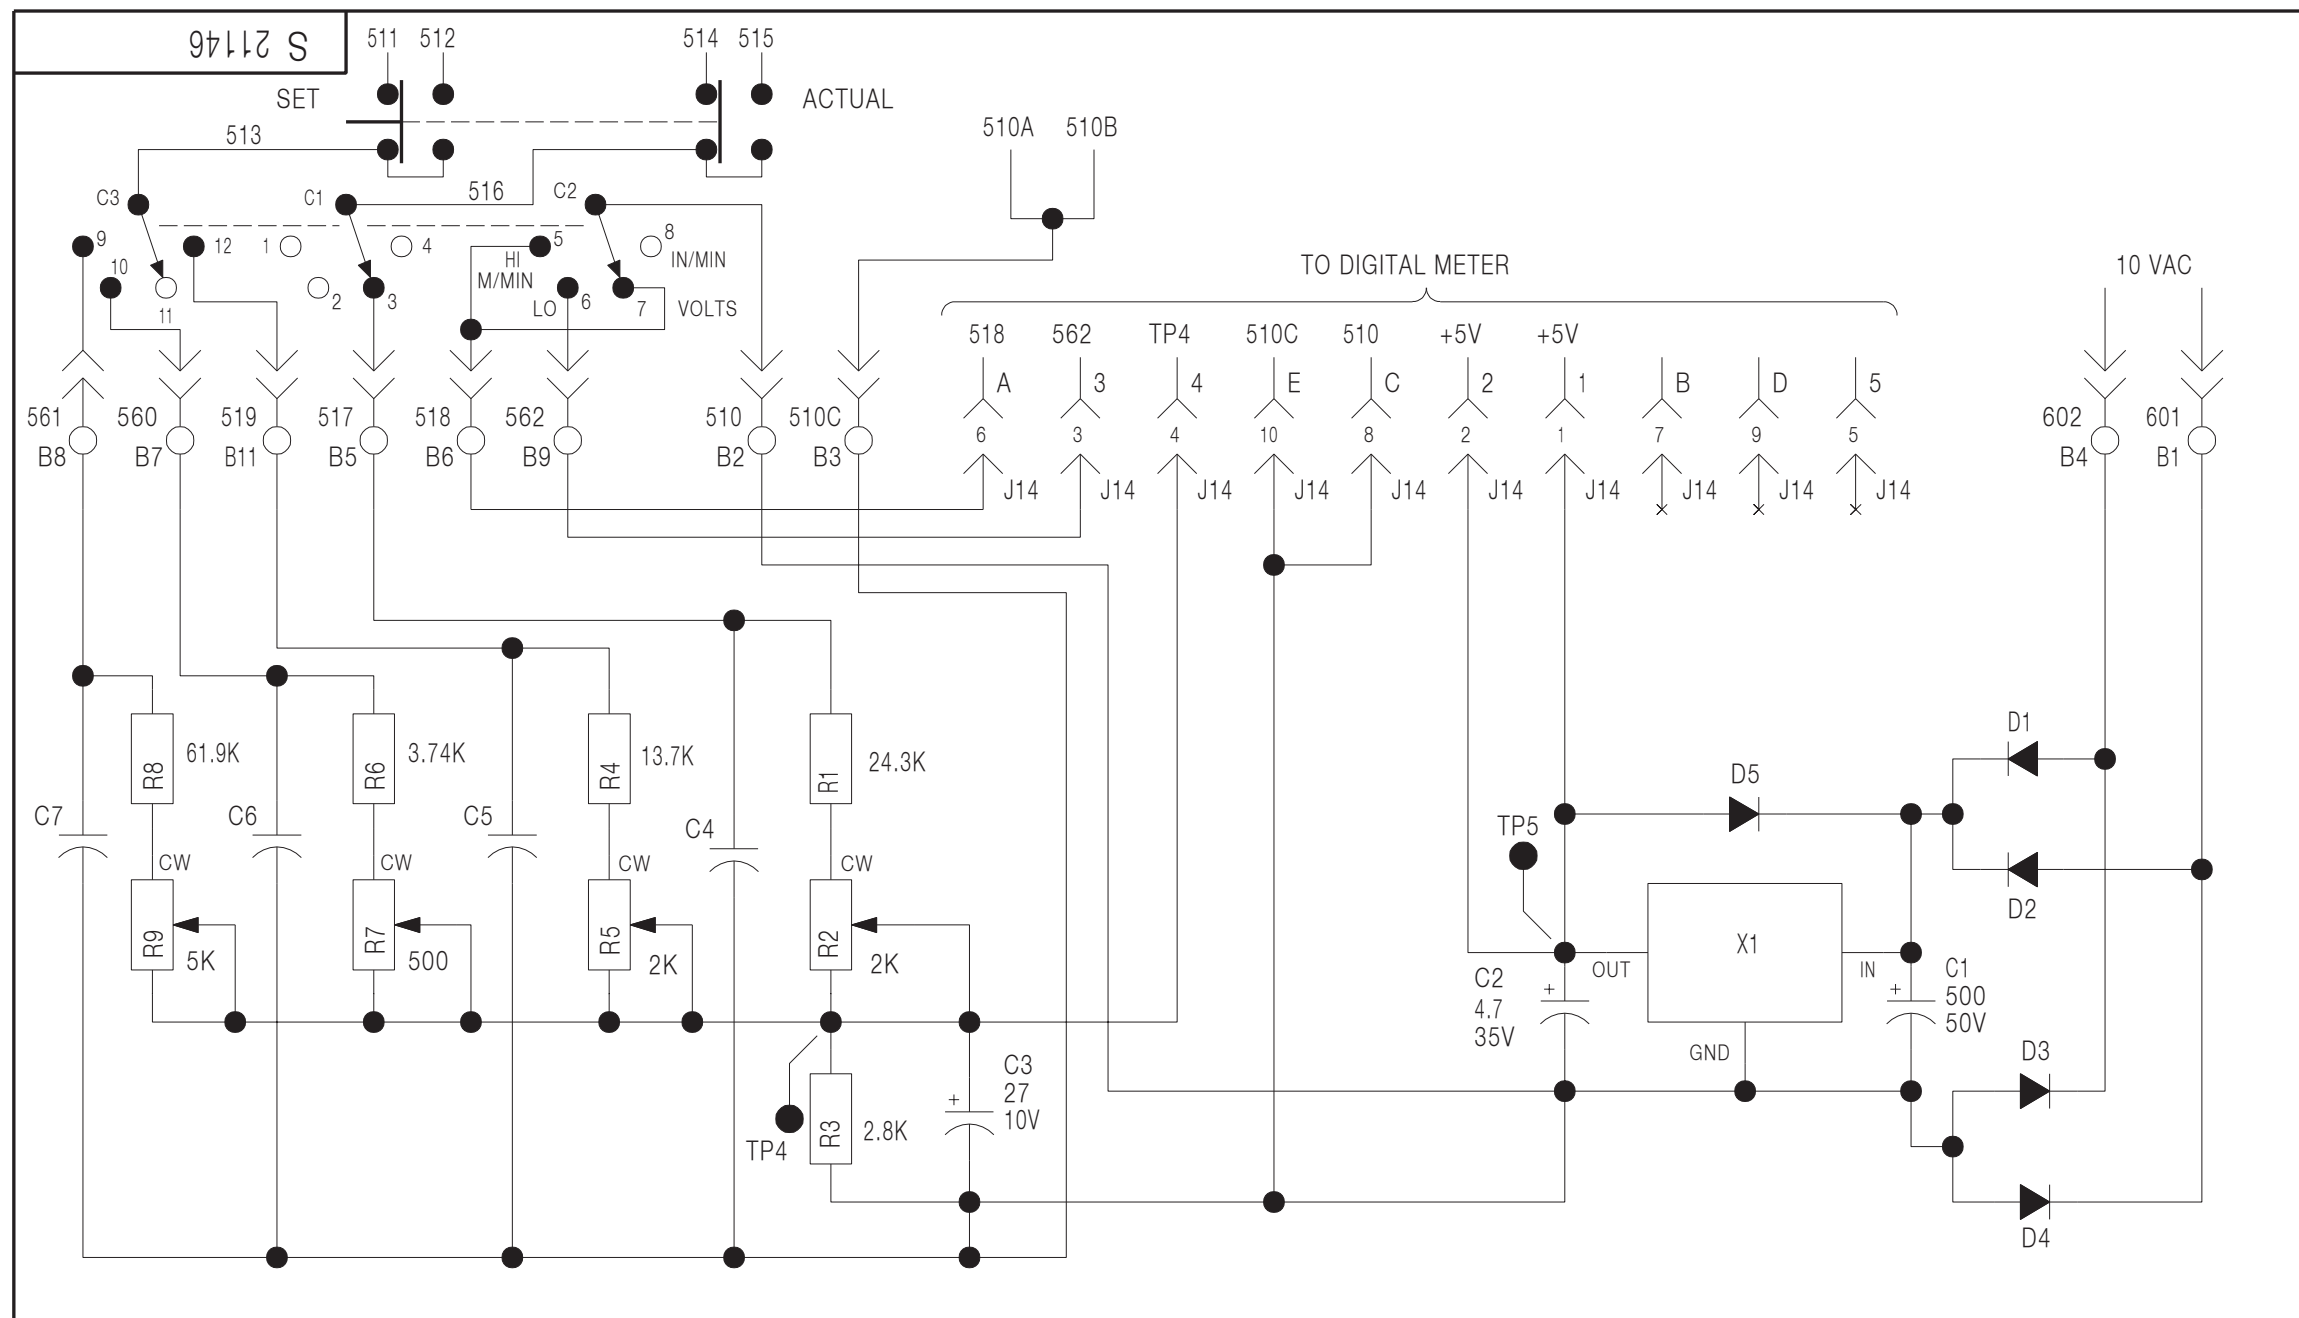 S 21146
511 512
514 515
SET
ACTUAL
513
510A 510B
C3
C1
516
C2
9
12
1
4
5
8
HI
M/MIN
IN/MIN
10
11
2
3
LO
6
7
VOLTS
TO DIGITAL METER
10 VAC
518 562 TP4 510C 510 +5V +5V
A 3 4 E C 2 1 B D 5
561 560 519 517 518 562 510 510C
B8 B7 B11 B5 B6 B9 B2 B3
6 3 4 10 8 2 1 7 9 5
J14 J14 J14 J14 J14 J14 J14 J14 J14 J14
602 601
B4 B1
R8
61.9K
R6
3.74K
R4
13.7K
R1
24.3K
C7
C6
C5
C4
CW CW CW CW
R9
5K
R7
500
R5
2K
R2
2K
D1
D5
TP5
D2
X1
OUT
IN
GND
C2
4.7
35V
C1
500
50V
+
+
C3
27
10V
+
TP4
R3
2.8K
D3
D4